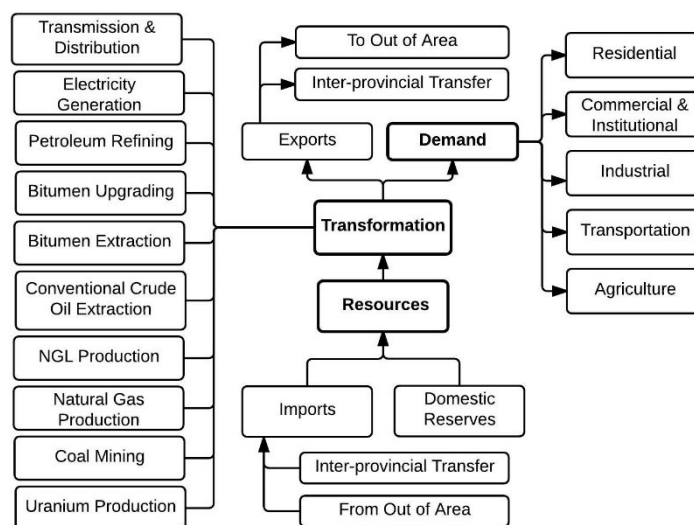 Transmission &
Distribution
Electricity
Generation
Petroleum Refining
Bitumen Upgrading
Bitumen Extraction
Conventional Crude
Oil Extraction
NGL Production
Natural Gas
Production
Coal Mining
Uranium Production
To Out of Area
Inter-provincial Transfer
Exports
Demand
Transformation
Resources
Imports
Domestic
Reserves
Inter-provincial Transfer
From Out of Area
Residential
Commercial &
Institutional
Industrial
Transportation
Agriculture